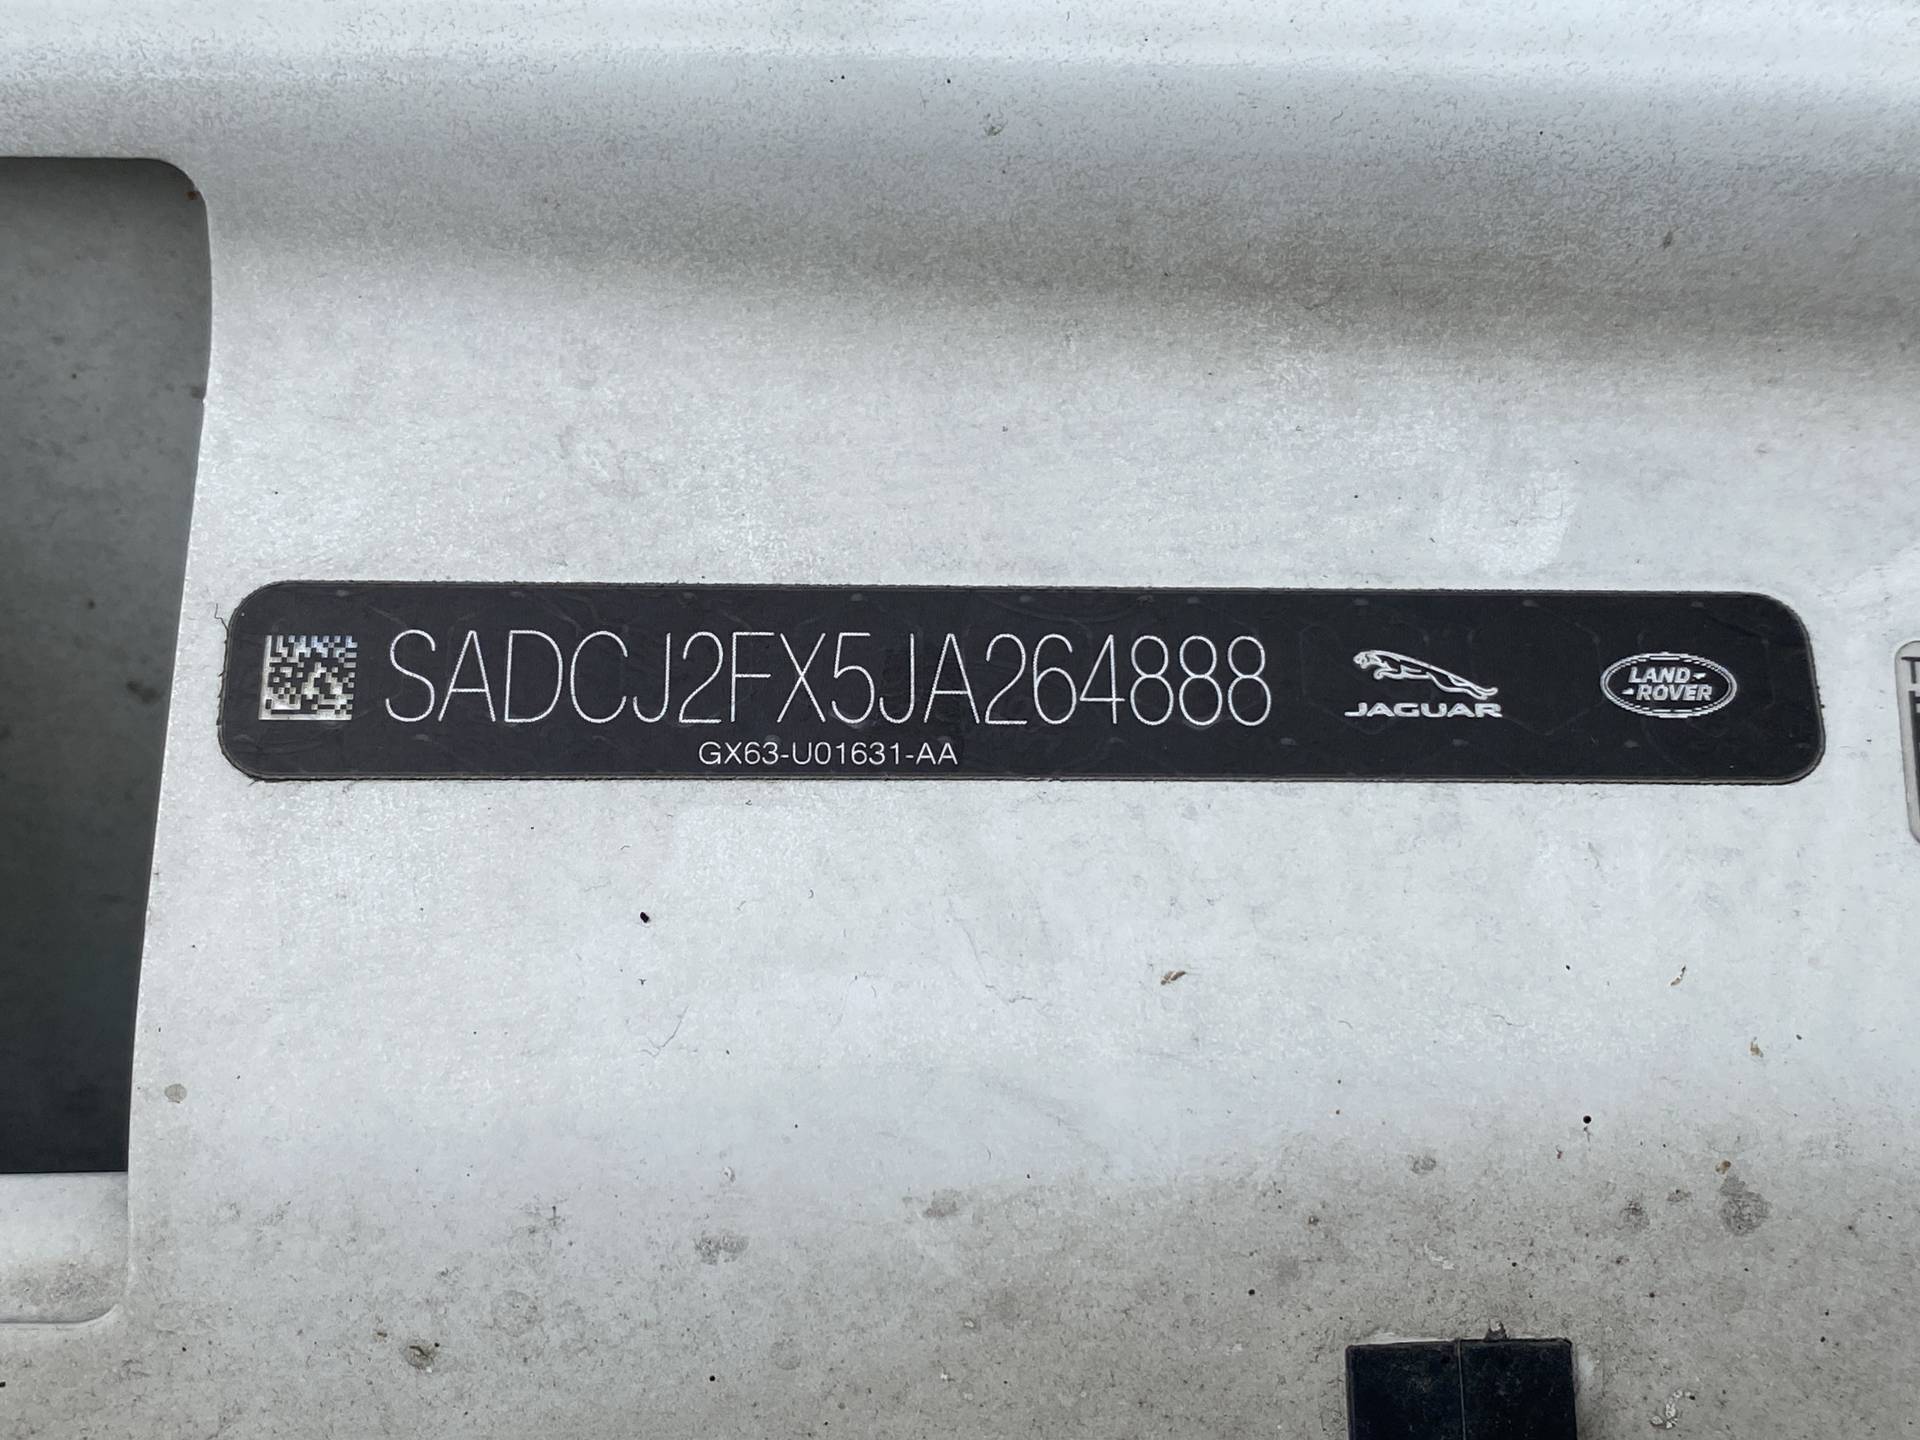 SADCJ2FX5JA264888
GX63-U01631-AA
JAGUAR
LAND
ROVER